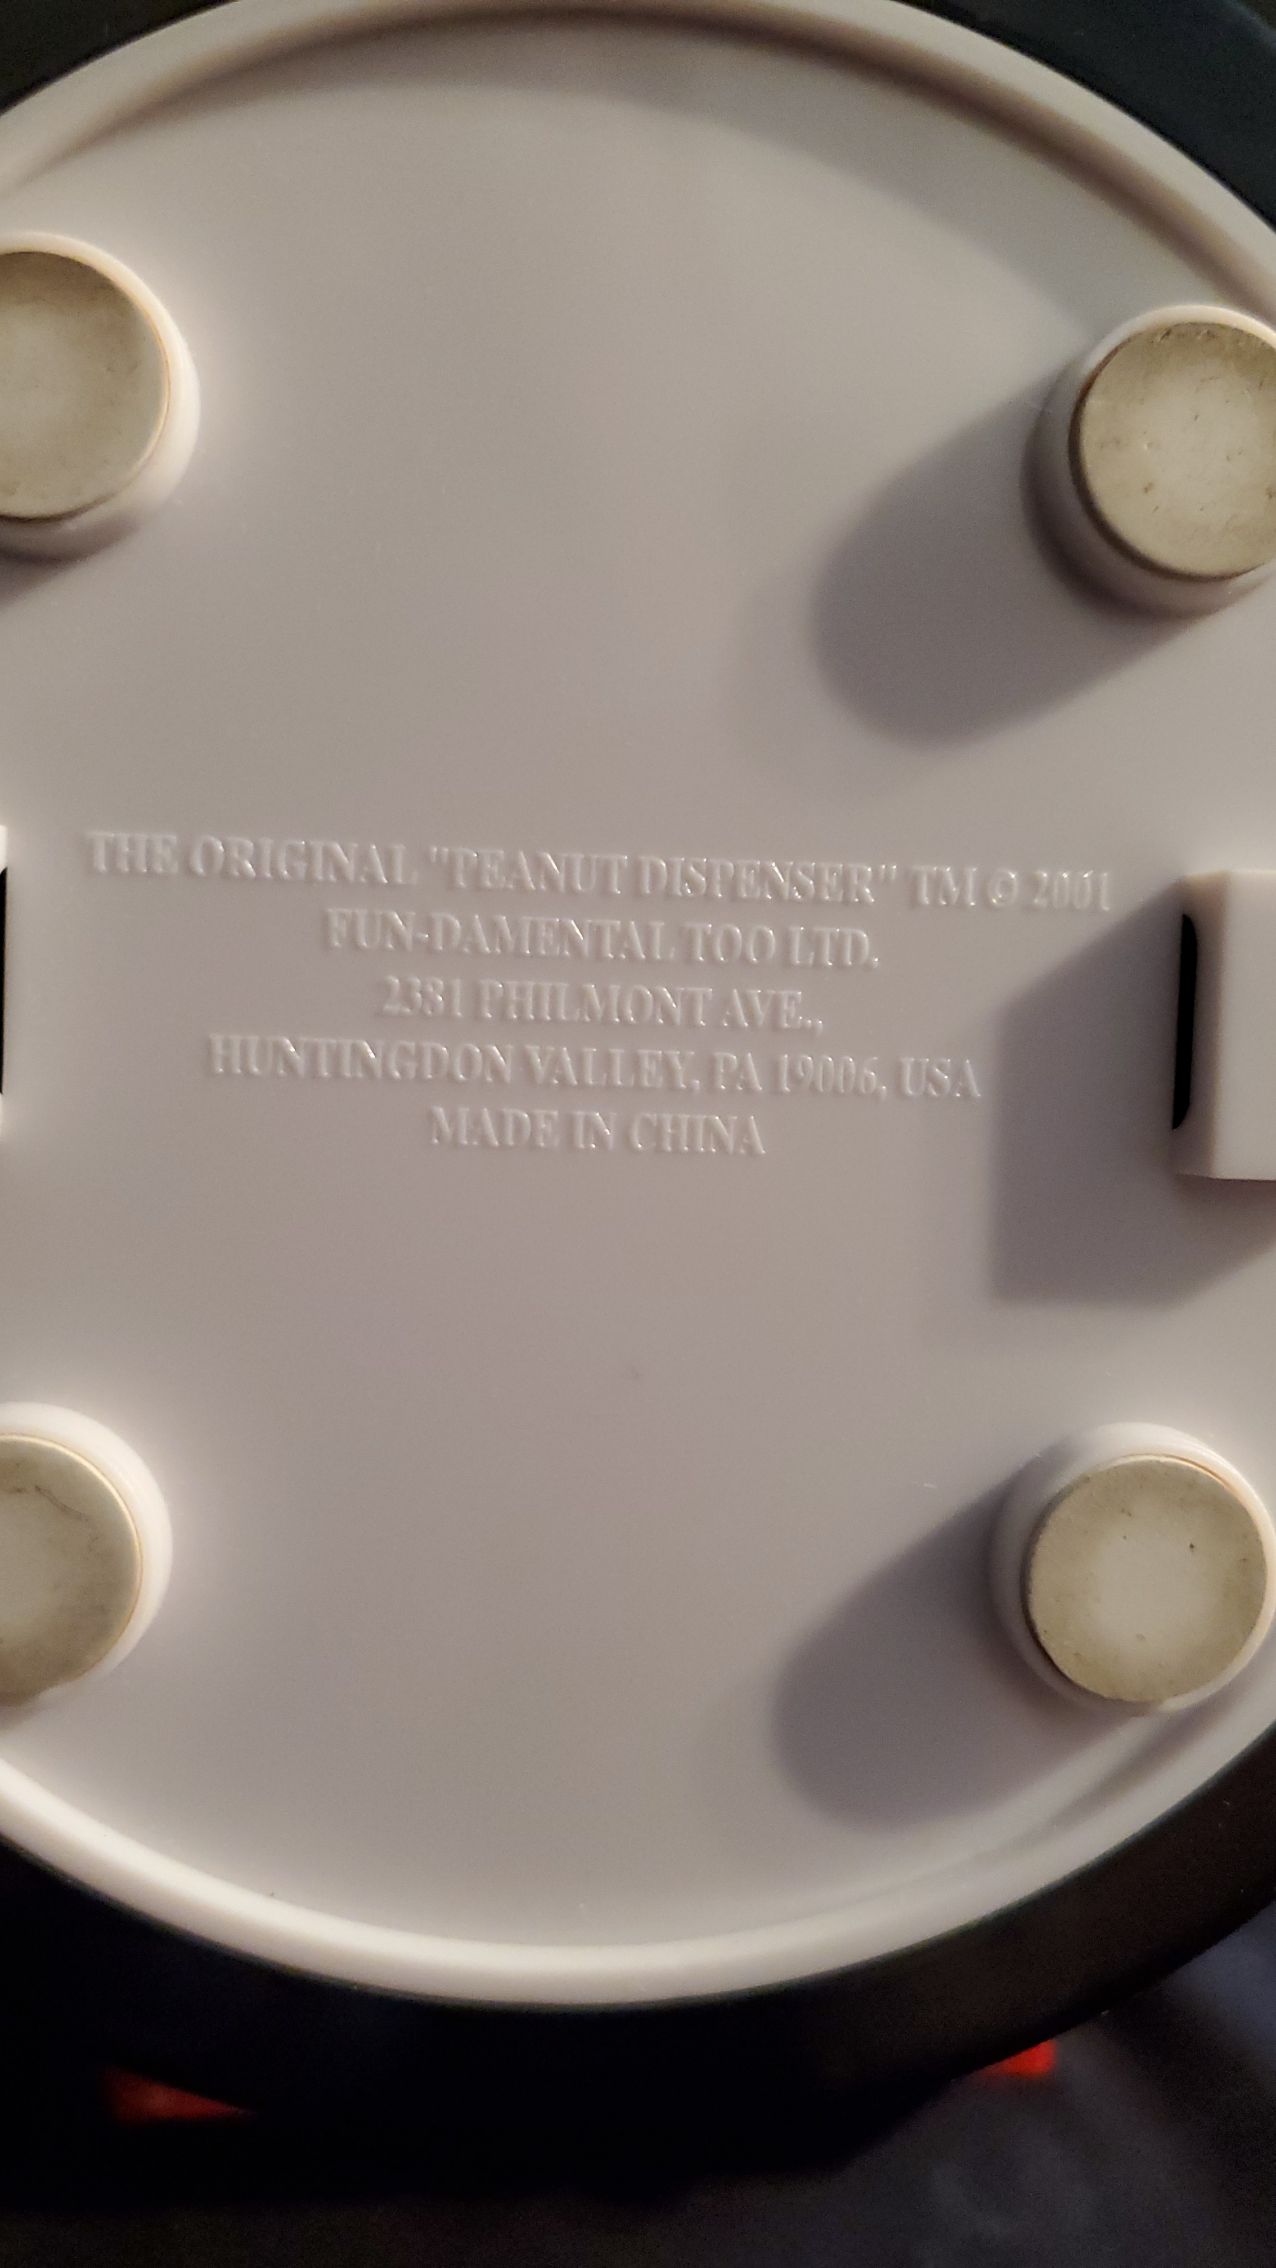 THE ORIGINAL "PEANUT DISPENSER" TM © 2001
FUN-DAMENTAL TOO LTD.
2381 PHILMONT AVE.,
HUNTINGDON VALLEY, PA 19006, USA
MADE IN CHINA